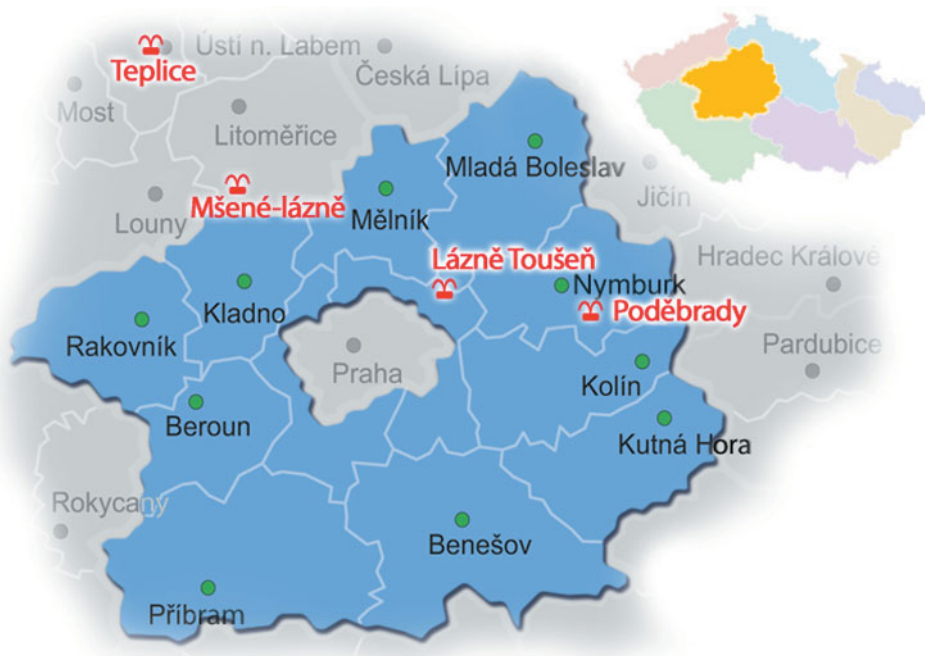 Ústí n. Labem
Teplice
Česká Lípa
Most
Litoměřice
Mladá Boleslav
Mšené-lázně
Jičín
Louny
Mělník
Lázně Toušeň
Hradec Králové
Nymburk
Kladno
Poděbrady
Rakovník
Pardubice
Praha
Kolín
Beroun
Kutná Hora
Rokycany
Benešov
Příbram